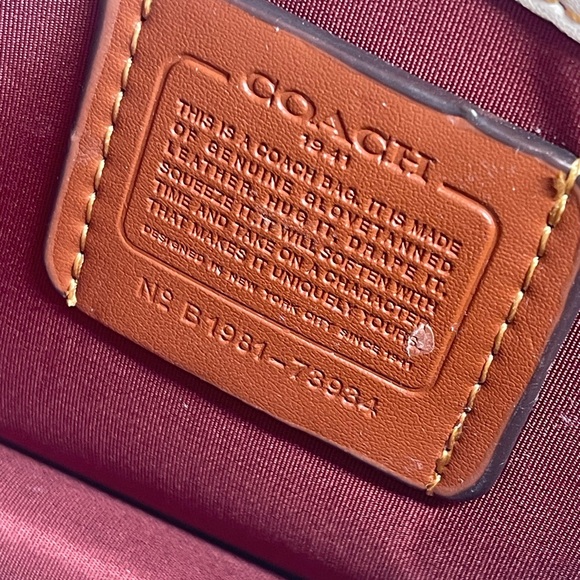 COACH
1941
THIS IS A COACH BAG. IT IS MADE
OF GENUINE GLOVETANNED
LEATHER. HUG IT. DRAPE IT.
SQUEEZE IT. IT WILL SOFTEN WITH
TIME AND TAKE ON A CHARACTER
THAT MAKES IT UNIQUELY YOURS
DESIGNED IN NEW YORK CITY SINCE 1941
No B1981-73934